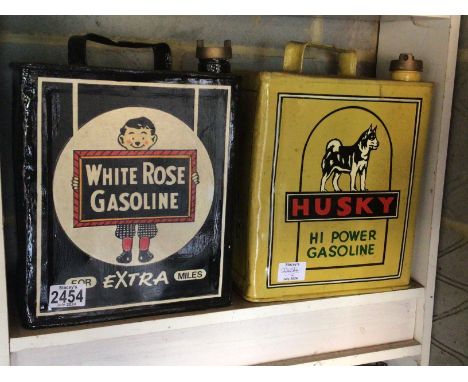 WHITE ROSE
GASOLINE
FOR EXTRA MILES
2454
HUSKY
HI POWER
GASOLINE